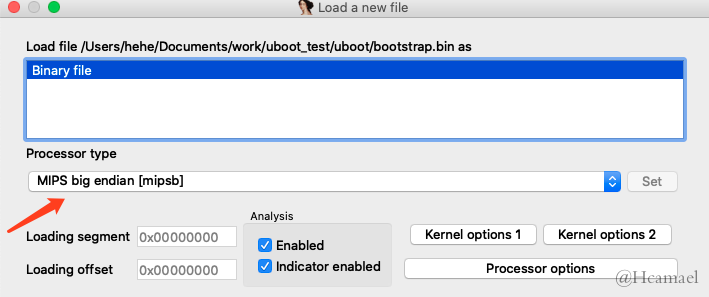 Load a new file
Load file /Users/hehe/Documents/work/uboot_test/uboot/bootstrap.bin as
Binary file
Processor type
MIPS big endian [mipsb]
Set
Analysis
Loading segment
0x00000000
Enabled
Kernel options 1
Kernel options 2
Loading offset
0x00000000
Indicator enabled
Processor options
@Hcamael